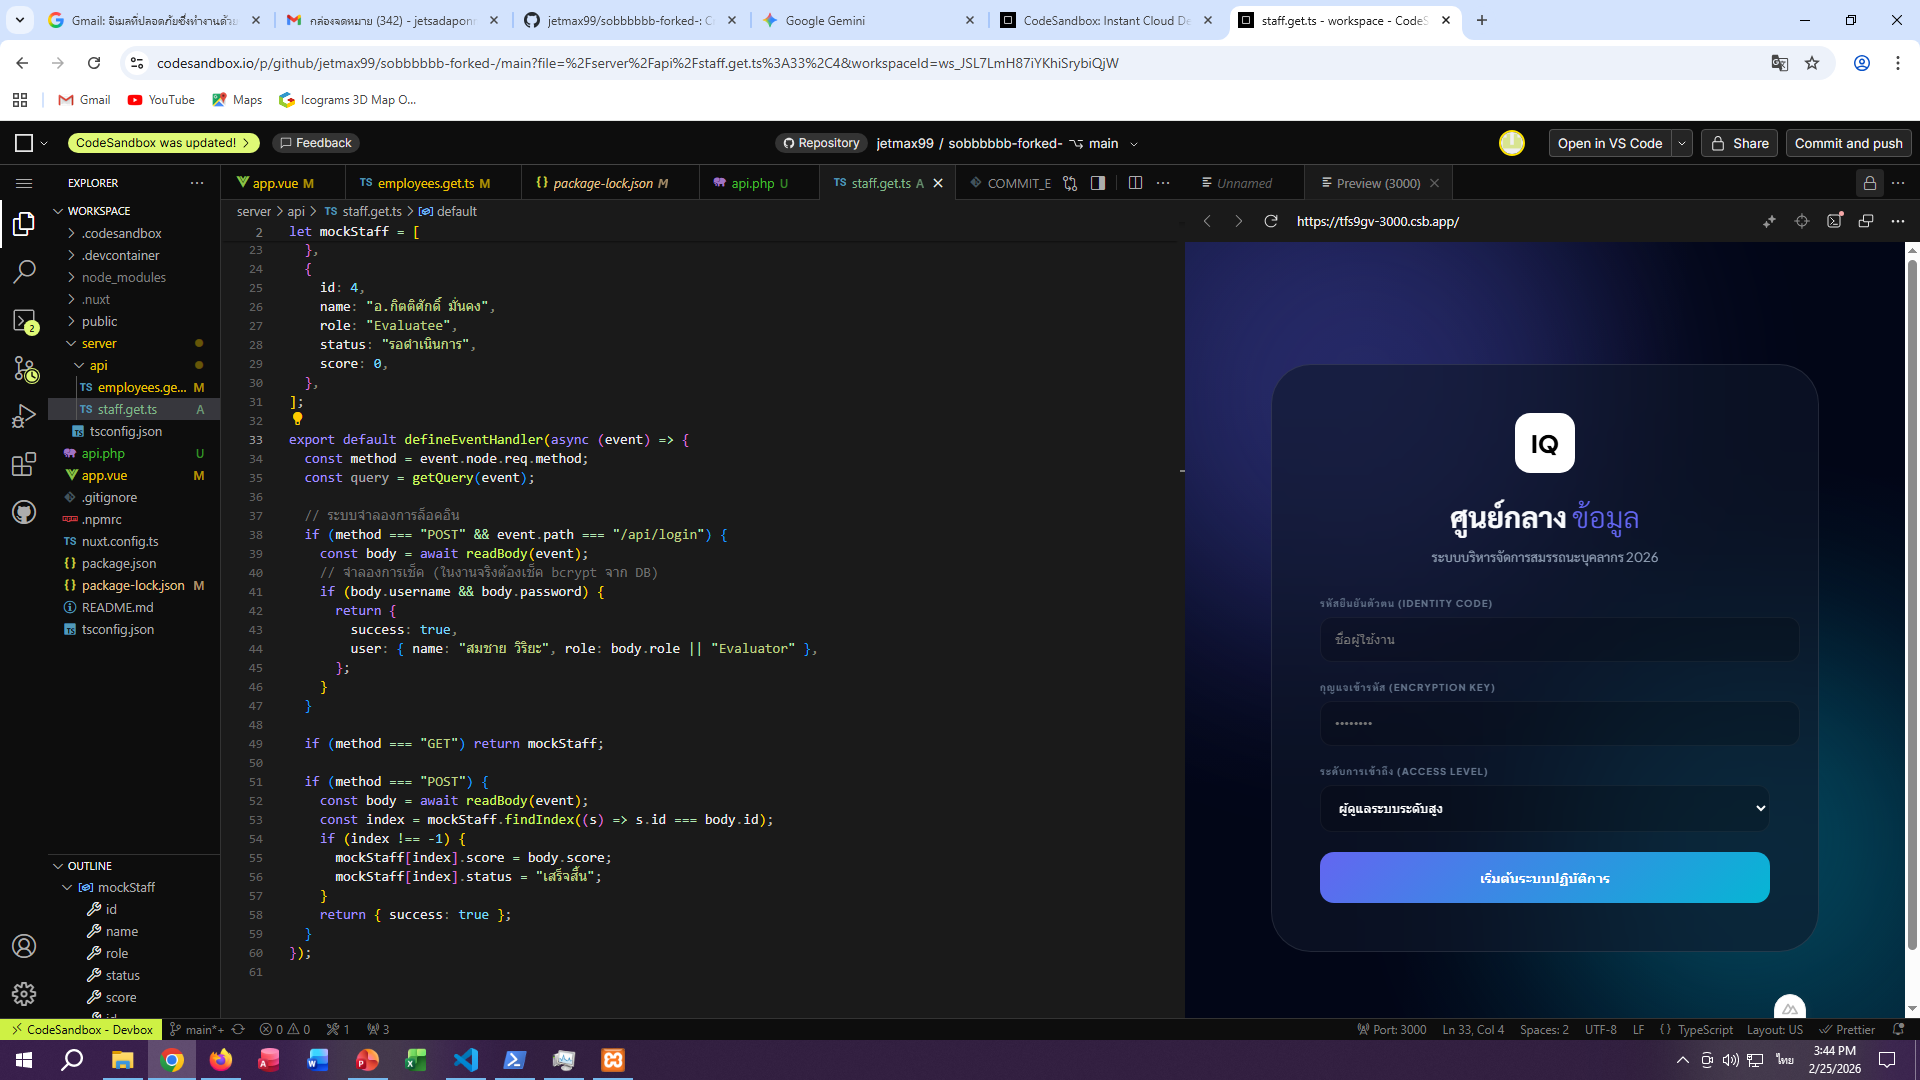 Gmail: อีเมลที่ปลอดภัยซึ่งทำงานด้วย
กล่องจดหมาย (342) - jetsadaporn
jetmax99/sobbbbbb-forked-: Co
Google Gemini
CodeSandbox: Instant Cloud De
staff.get.ts - workspace - CodeS
codesandbox.io/p/github/jetmax99/sobbbbbb-forked-/main?file=%2Fserver%2Fapi%2Fstaff.get.ts%3A33%2C4&workspaceId=ws_JSL7LmH87iYKhiSrybiQjW
Gmail
YouTube
Maps
Icograms 3D Map O...
CodeSandbox was updated!
Feedback
Repository
jetmax99 / sobbbbbb-forked-
main
Open in VS Code
Share
Commit and push
EXPLORER
WORKSPACE
.codesandbox
.devcontainer
node_modules
.nuxt
public
server
api
TS employees.ge... M
TS staff.get.ts A
tsconfig.json
api.php U
app.vue M
.gitignore
.npmrc
TS nuxt.config.ts
{} package.json
{} package-lock.json M
README.md
tsconfig.json
2
OUTLINE
mockStaff
id
name
role
status
score
id
app.vue M
TS employees.get.ts M
{} package-lock.json M
api.php U
TS staff.get.ts A
COMMIT_E
server > api > TS staff.get.ts > default
2 let mockStaff = [
23 },
24 {
25 id: 4,
26 name: "อ.กิตติศักดิ์ มั่นคง",
27 role: "Evaluatee",
28 status: "รอดำเนินการ",
29 score: 0,
30 },
31 ];
32
33 export default defineEventHandler(async (event) => {
34 const method = event.node.req.method;
35 const query = getQuery(event);
36
37 // ระบบจำลองการล็อคอิน
38 if (method === "POST" && event.path === "/api/login") {
39 const body = await readBody(event);
40 // จำลองการเช็ค (ในงานจริงต้องเช็ค bcrypt จาก DB)
41 if (body.username && body.password) {
42 return {
43 success: true,
44 user: { name: "สมชาย วิริยะ", role: body.role || "Evaluator" },
45 };
46 }
47 }
48
49 if (method === "GET") return mockStaff;
50
51 if (method === "POST") {
52 const body = await readBody(event);
53 const index = mockStaff.findIndex((s) => s.id === body.id);
54 if (index !== -1) {
55 mockStaff[index].score = body.score;
56 mockStaff[index].status = "เสร็จสิ้น";
57 }
58 return { success: true };
59 }
60 });
61
Unnamed
Preview (3000)
https://tfs9gv-3000.csb.app/
IQ
ศูนย์กลาง ข้อมูล
ระบบบริหารจัดการสมรรถนะบุคลากร 2026
รหัสยืนยันตัวตน (IDENTITY CODE)
ชื่อผู้ใช้งาน
กุญแจเข้ารหัส (ENCRYPTION KEY)
••••••••
ระดับการเข้าถึง (ACCESS LEVEL)
ผู้ดูแลระบบระดับสูง
เริ่มต้นระบบปฏิบัติการ
CodeSandbox - Devbox
main*+
0 0
1
3
Port: 3000
Ln 33, Col 4
Spaces: 2
UTF-8
LF
{} TypeScript
Layout: US
Prettier
ไทย
3:44 PM
2/25/2026